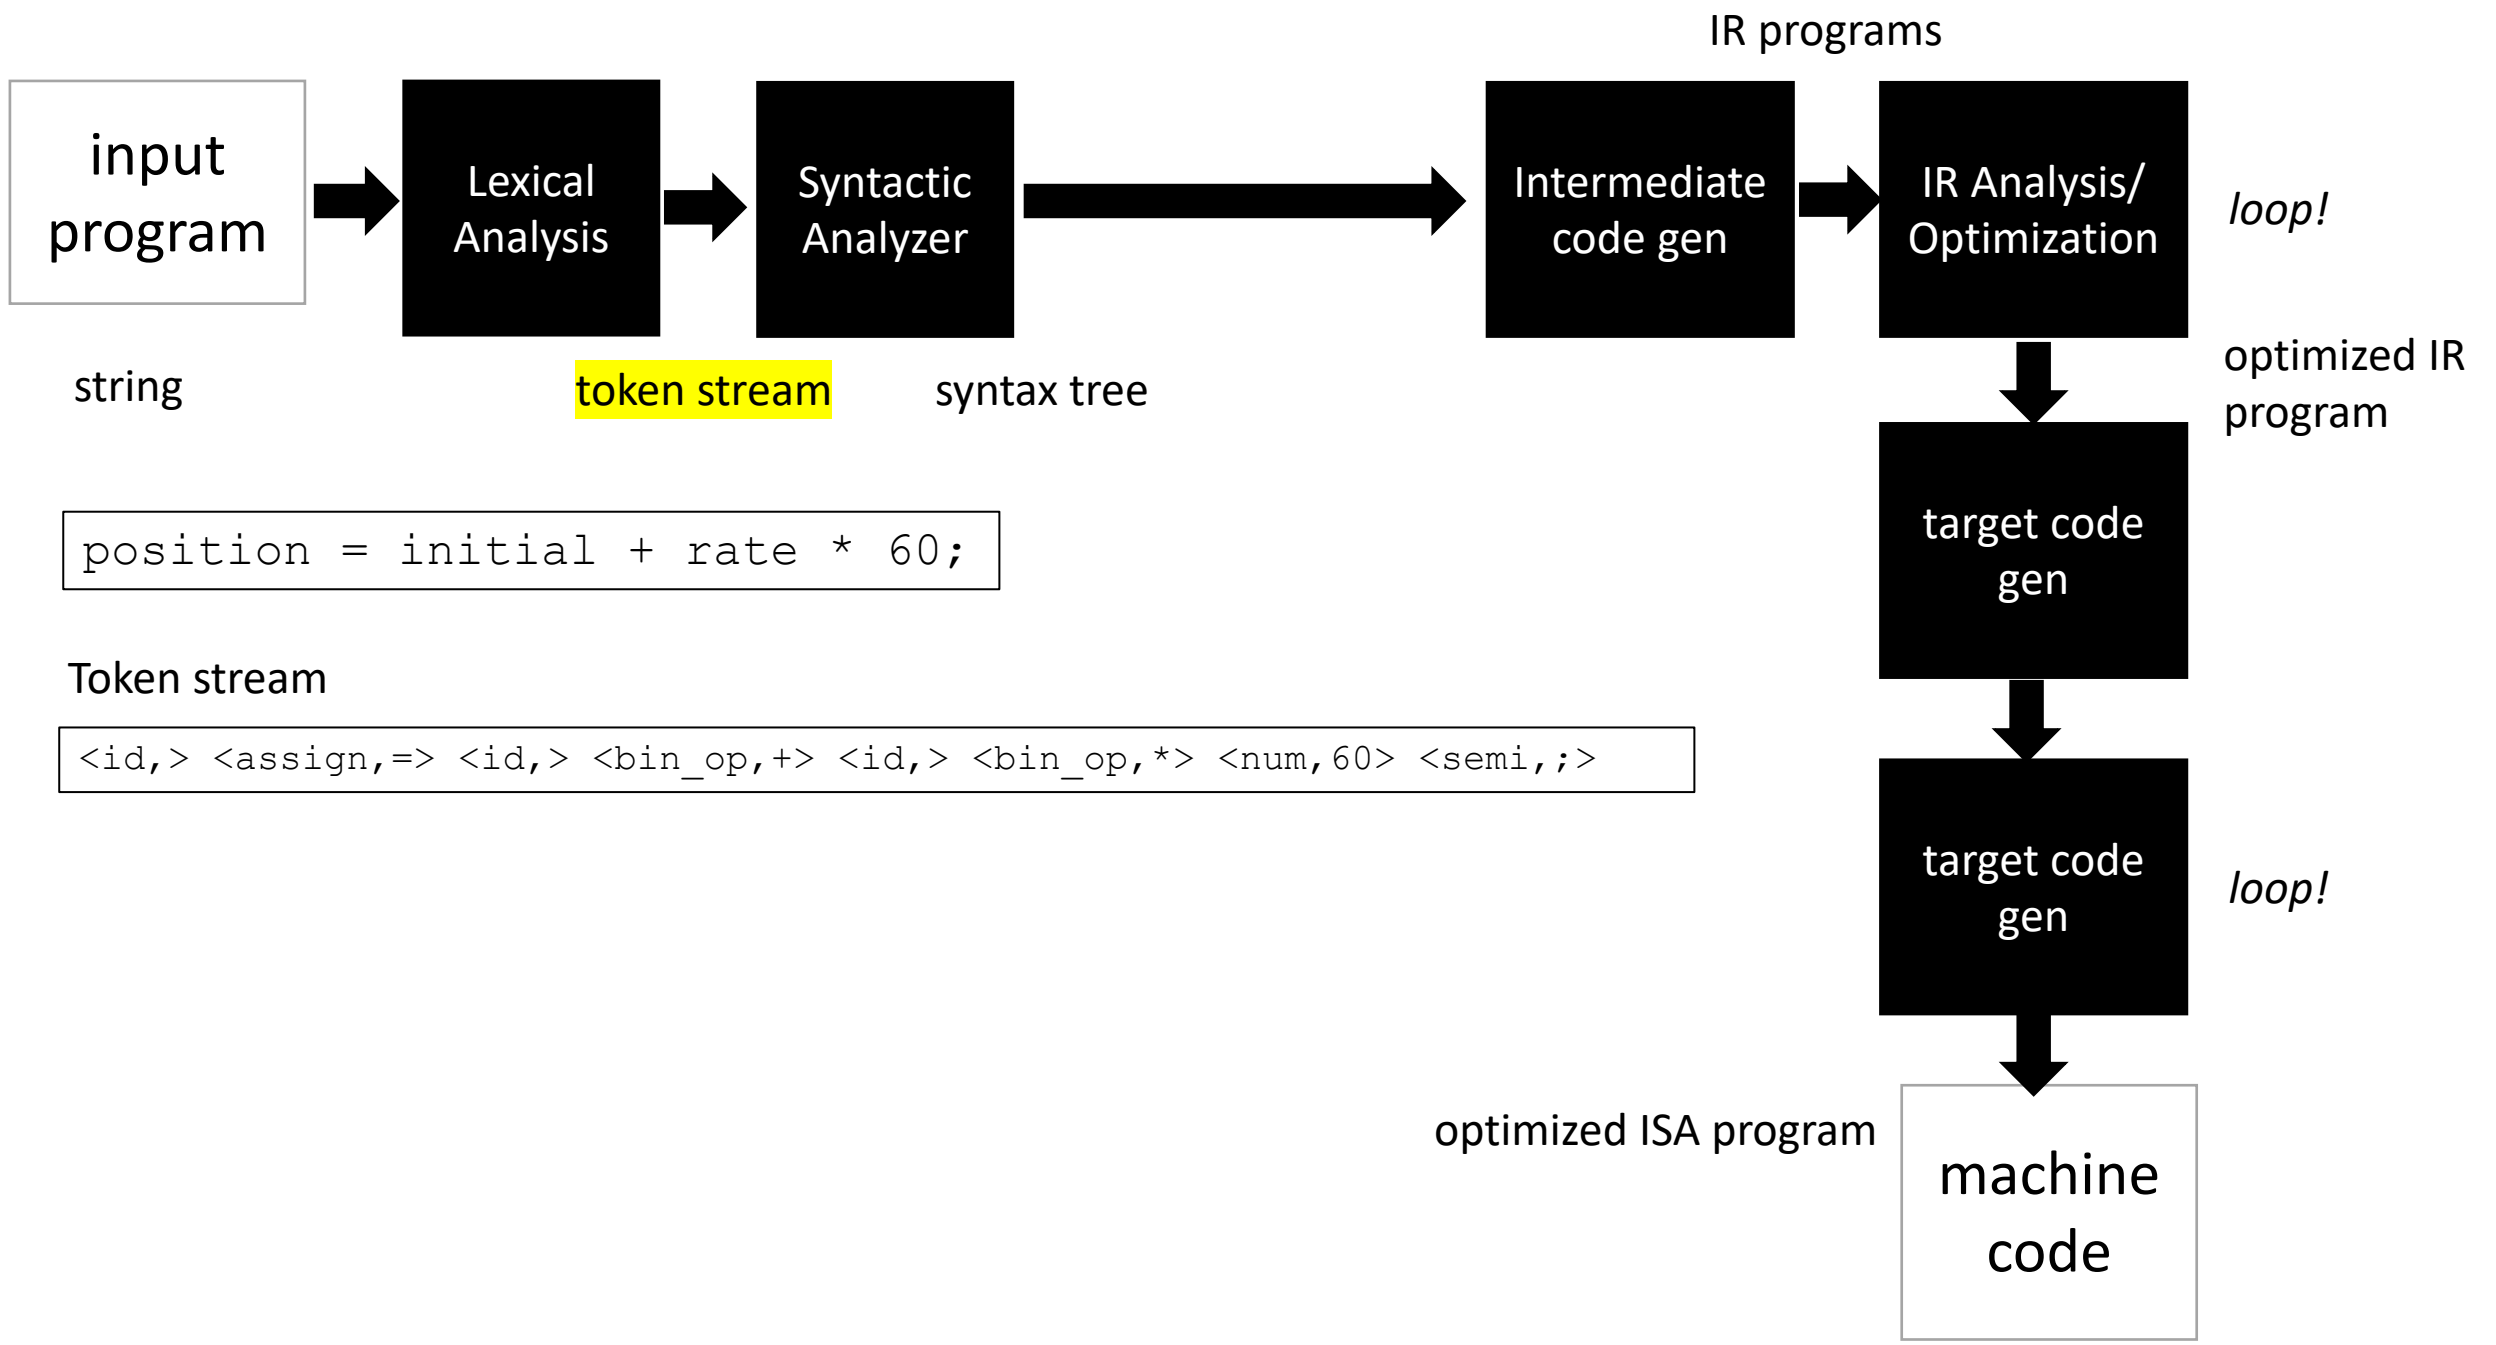 IR programs
input
program
Lexical
Analysis
Syntactic
Analyzer
Intermediate
code gen
IR Analysis/
Optimization
loop!
string
token stream
syntax tree
optimized IR
program
target code
gen
position = initial + rate * 60;
Token stream
<id,> <assign,=> <id,> <bin_op,+> <id,> <bin_op,*> <num,60> <semi,;>
target code
gen
loop!
optimized ISA program
machine
code